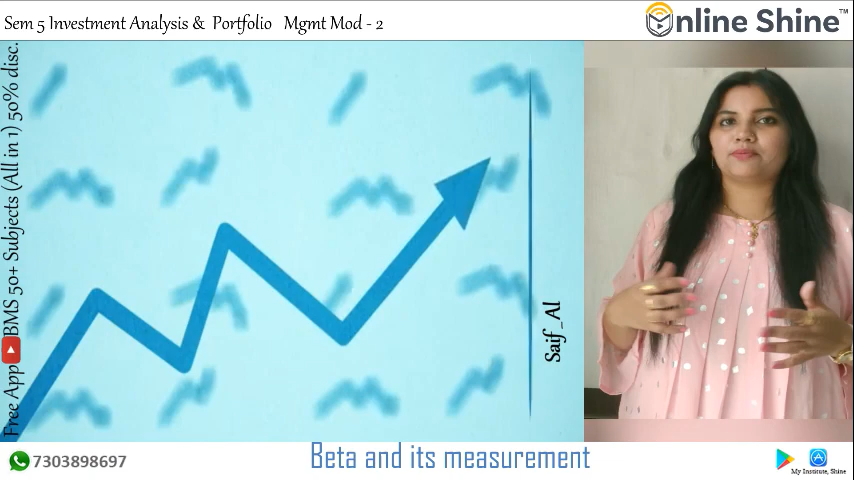 Sem 5 Investment Analysis & Portfolio Mgmt Mod - 2
Online Shine™
Free App BMS 50+ Subjects (All in 1) 50% disc.
Saif_Al
7303898697
Beta and its measurement
My Institute, Shine